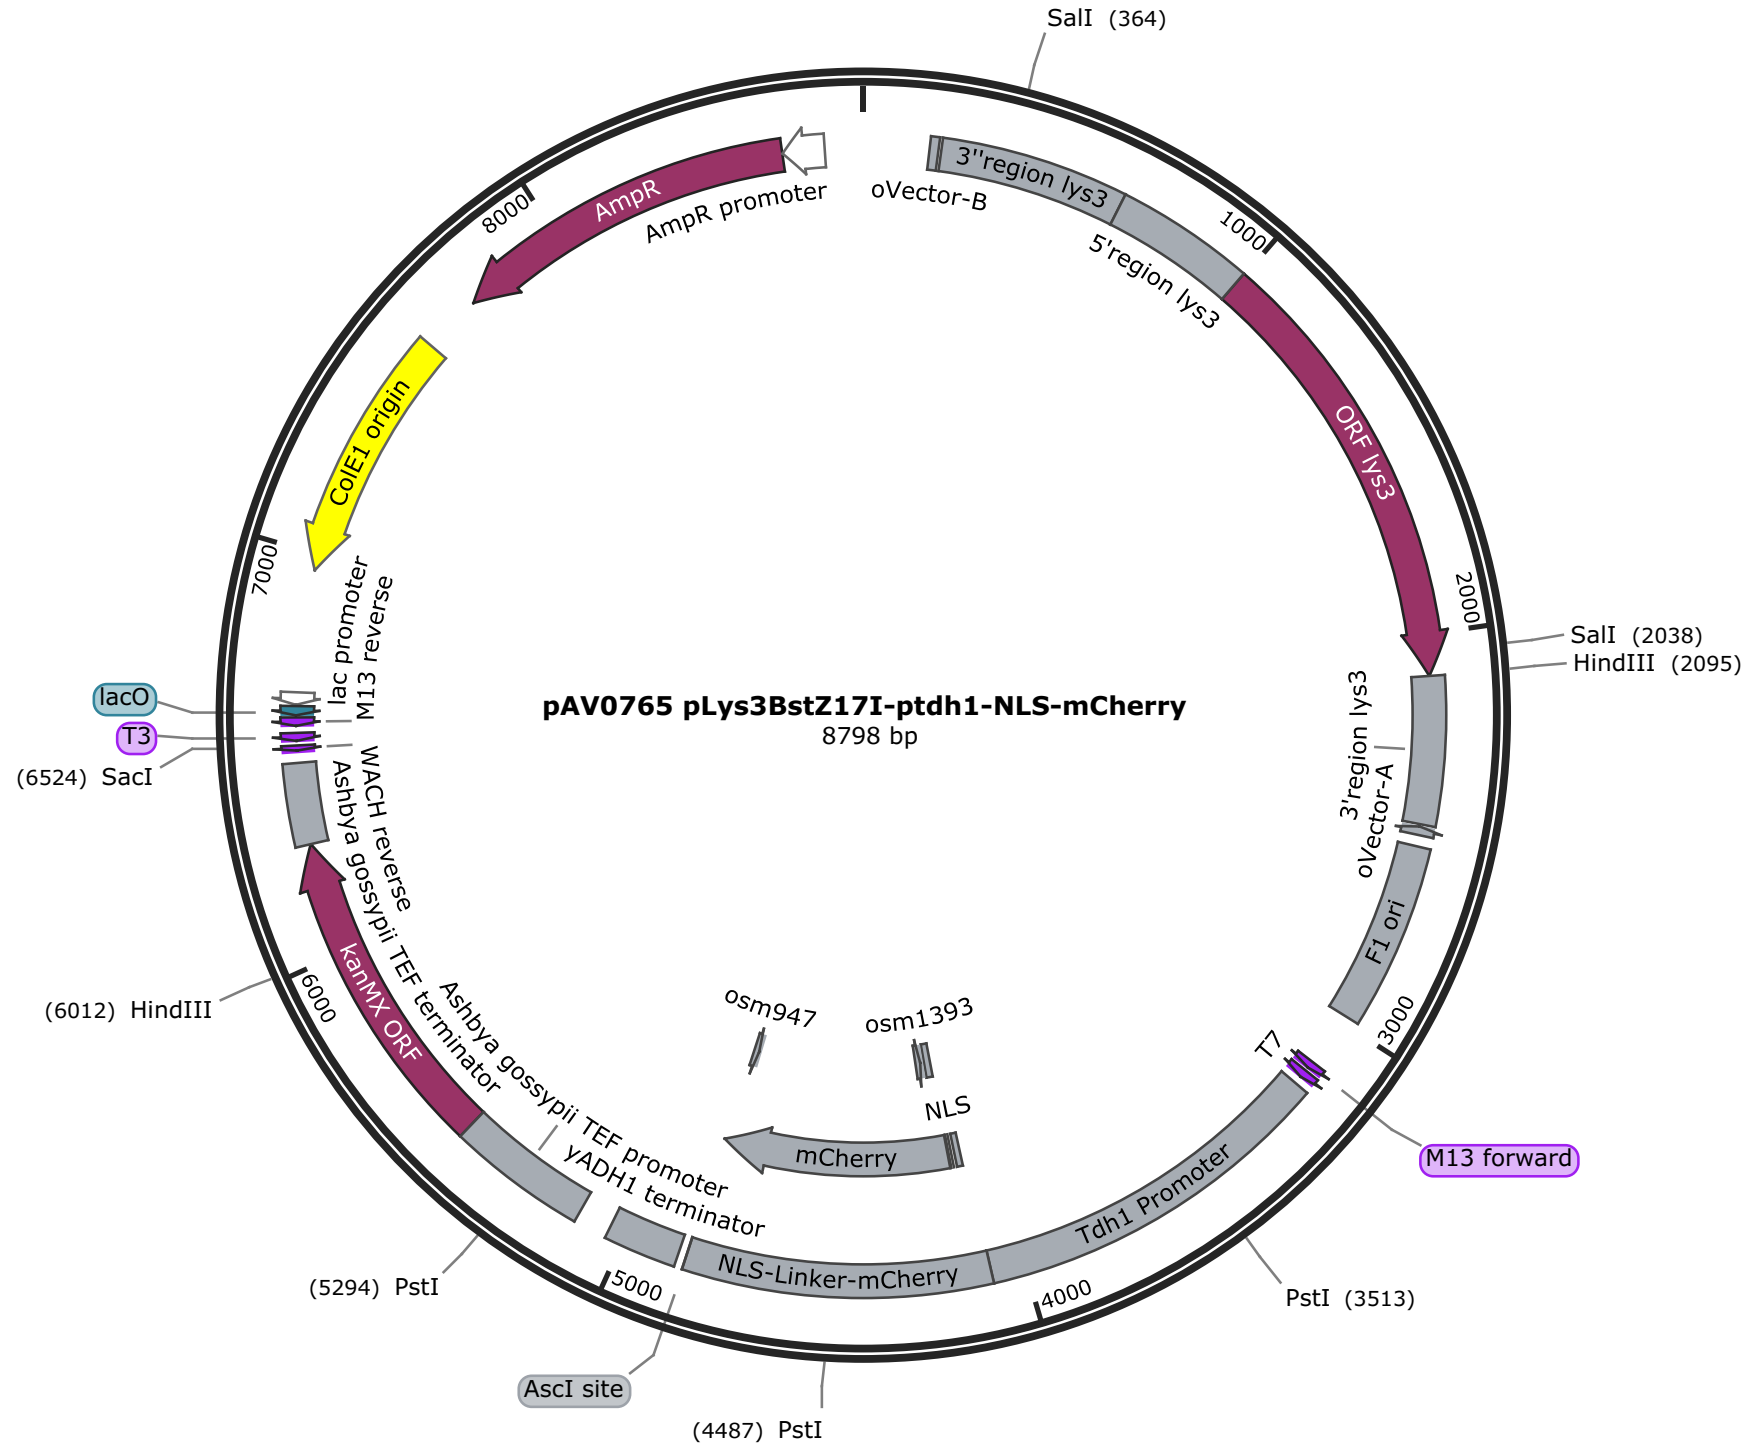 SalI (364)
oVector-B
3''region lys3
5'region lys3
1000
ORF lys3
2000
SalI (2038)
HindIII (2095)
3'region lys3
oVector-A
F1 ori
3000
T7
M13 forward
Tdh1 Promoter
PstI (3513)
4000
NLS-Linker-mCherry
(4487) PstI
AscI site
5000
yADH1 terminator
Ashbya gossypii TEF promoter
(5294) PstI
kanMX ORF
6000
(6012) HindIII
Ashbya gossypii TEF terminator
WACH reverse
(6524) SacI
T3
lacO
M13 reverse
lac promoter
7000
ColE1 origin
8000
AmpR
AmpR promoter
pAV0765 pLys3BstZ17I-ptdh1-NLS-mCherry
8798 bp
osm947
osm1393
NLS
mCherry